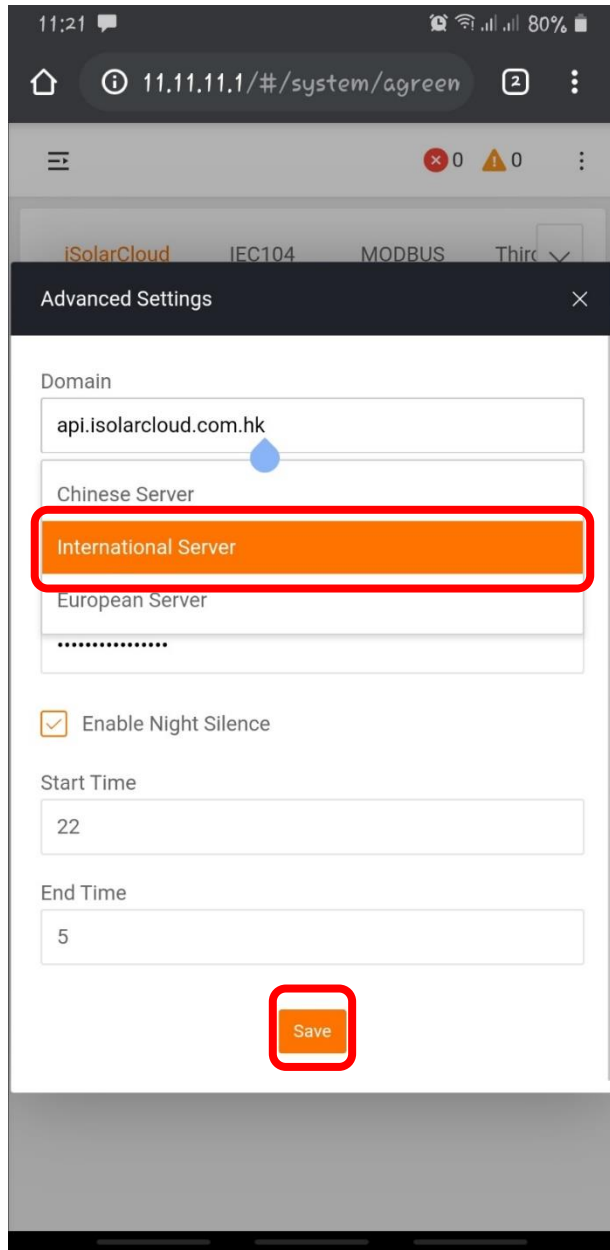 11:21 80%
11.11.11.1/#/system/agreen 2
0 0
iSolarCloud IEC104 MODBUS Third
Advanced Settings
Domain
api.isolarcloud.com.hk
Chinese Server
International Server
European Server
••••••••••••••••
Enable Night Silence
Start Time
22
End Time
5
Save